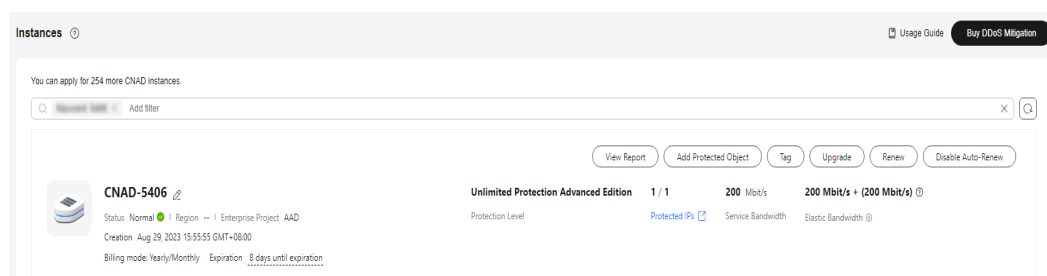 Instances
Usage Guide
Buy DDoS Mitigation
You can apply for 254 more CNAD instances.
Add filter
View Report
Add Protected Object
Tag
Upgrade
Renew
Disable Auto-Renew
CNAD-5406
Unlimited Protection Advanced Edition
1 / 1
200 Mbit/s
200 Mbit/s + (200 Mbit/s)
Status Normal | Region -- | Enterprise Project AAD
Protection Level
Protected IPs
Service Bandwidth
Elastic Bandwidth
Creation Aug 29, 2023 15:55:55 GMT+08:00
Billing mode: Yearly/Monthly Expiration 8 days until expiration